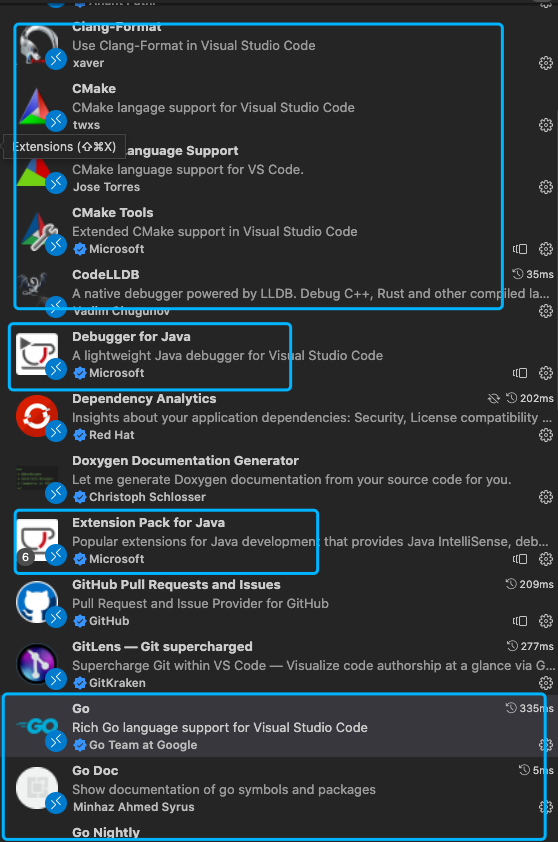 Clang-Format
Use Clang-Format in Visual Studio Code
xaver
CMake
CMake langage support for Visual Studio Code
twxs
Extensions (⇧⌘X)
Language Support
CMake language support for VS Code.
Jose Torres
CMake Tools
Extended CMake support in Visual Studio Code
Microsoft
CodeLLDB
35ms
A native debugger powered by LLDB. Debug C++, Rust and other compiled la...
Vadim Chugunov
Debugger for Java
A lightweight Java debugger for Visual Studio Code
Microsoft
Dependency Analytics
202ms
Insights about your application dependencies: Security, License compatibility ...
Red Hat
Doxygen Documentation Generator
Let me generate Doxygen documentation from your source code for you.
Christoph Schlosser
Extension Pack for Java
Popular extensions for Java development that provides Java IntelliSense, deb...
6
Microsoft
GitHub Pull Requests and Issues
209ms
Pull Request and Issue Provider for GitHub
GitHub
GitLens — Git supercharged
277ms
Supercharge Git within VS Code — Visualize code authorship at a glance via G...
GitKraken
Go
335ms
GO
Rich Go language support for Visual Studio Code
Go Team at Google
Go Doc
5ms
Show documentation of go symbols and packages
Minhaz Ahmed Syrus
Go Nightly